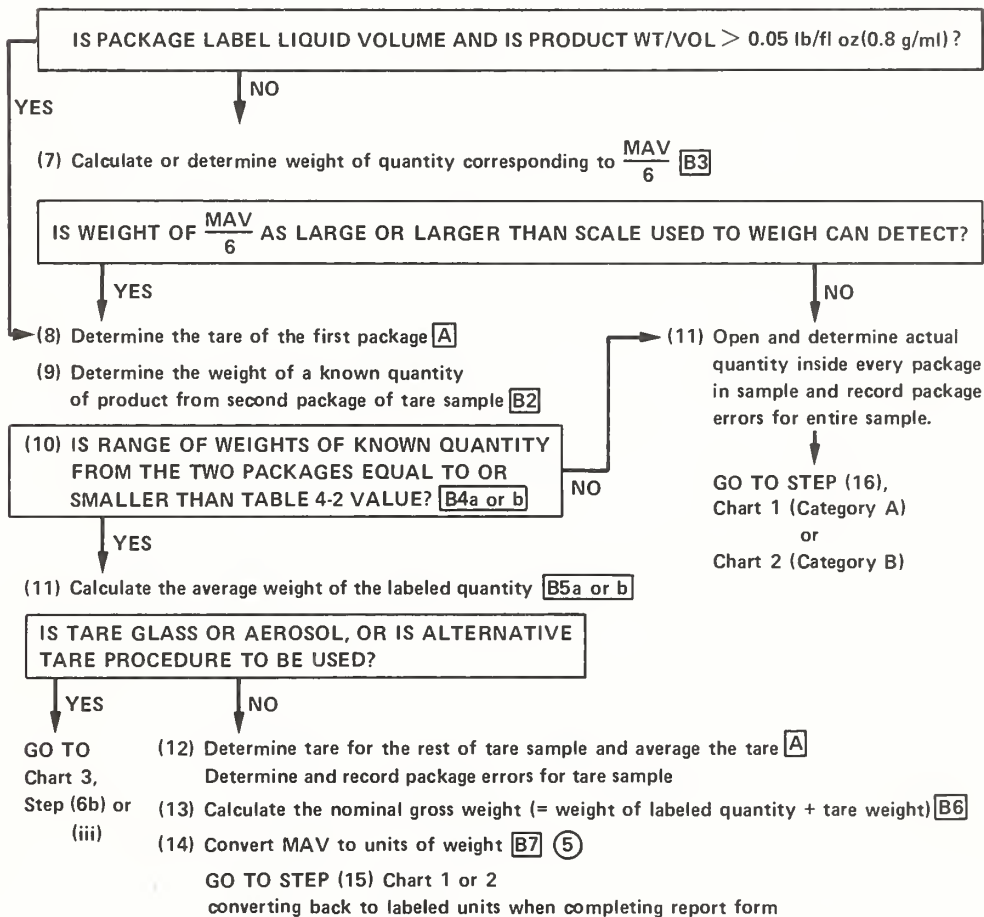 IS PACKAGE LABEL LIQUID VOLUME AND IS PRODUCT WT/VOL > 0.05 lb/fl oz(0.8 g/ml)?
YES
NO
(7) Calculate or determine weight of quantity corresponding to MAV/6 B3
IS WEIGHT OF MAV/6 AS LARGE OR LARGER THAN SCALE USED TO WEIGH CAN DETECT?
YES
NO
(8) Determine the tare of the first package A
(9) Determine the weight of a known quantity
of product from second package of tare sample B2
(10) IS RANGE OF WEIGHTS OF KNOWN QUANTITY
FROM THE TWO PACKAGES EQUAL TO OR
SMALLER THAN TABLE 4-2 VALUE? B4a or b
NO
YES
(11) Open and determine actual
quantity inside every package
in sample and record package
errors for entire sample.
GO TO STEP (16),
Chart 1 (Category A)
or
Chart 2 (Category B)
(11) Calculate the average weight of the labeled quantity B5a or b
IS TARE GLASS OR AEROSOL, OR IS ALTERNATIVE
TARE PROCEDURE TO BE USED?
YES
NO
GO TO
Chart 3,
Step (6b) or
(iii)
(12) Determine tare for the rest of tare sample and average the tare A
Determine and record package errors for tare sample
(13) Calculate the nominal gross weight (= weight of labeled quantity + tare weight) B6
(14) Convert MAV to units of weight B7 5
GO TO STEP (15) Chart 1 or 2
converting back to labeled units when completing report form